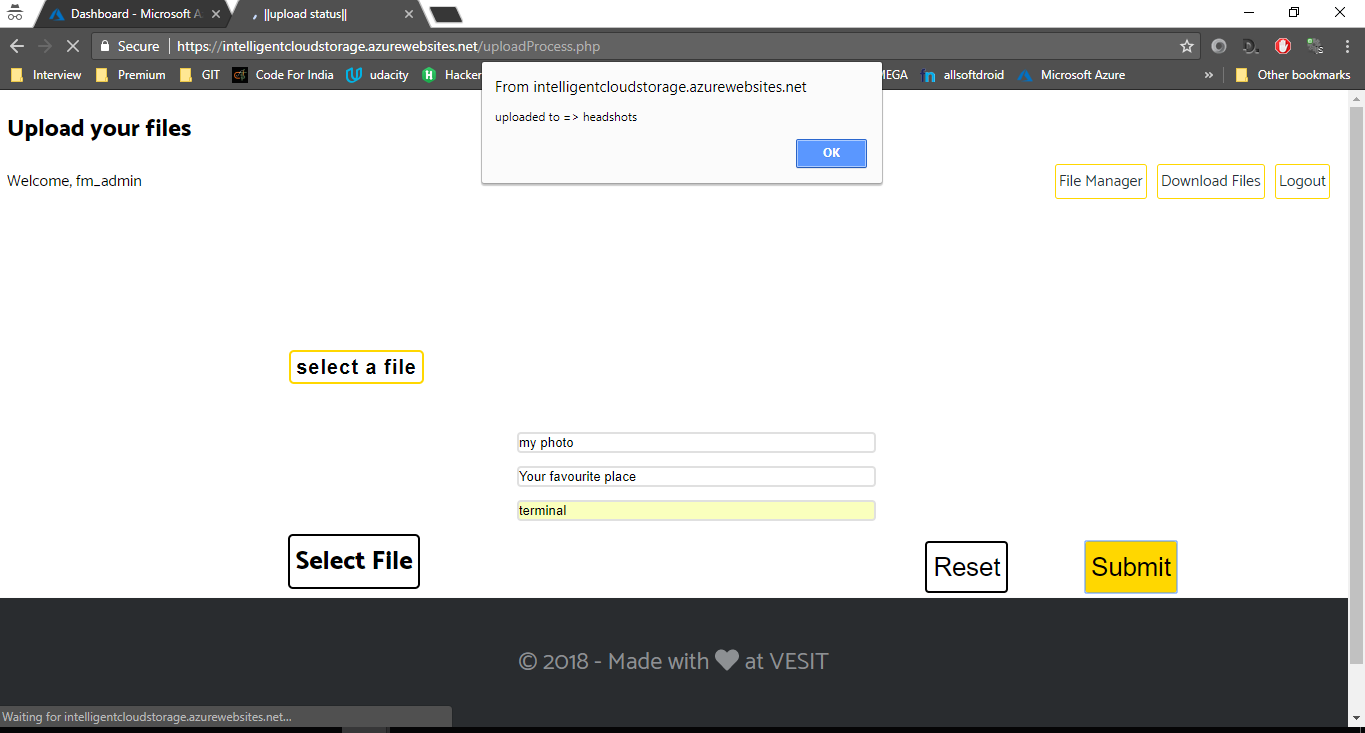 Dashboard - Microsoft A
||upload status||
Secure
https://intelligentcloudstorage.azurewebsites.net/uploadProcess.php
Interview
Premium
GIT
Code For India
udacity
Hacker
MEGA
allsoftdroid
Microsoft Azure
»
Other bookmarks
From intelligentcloudstorage.azurewebsites.net
uploaded to => headshots
OK
Upload your files
Welcome, fm_admin
File Manager
Download Files
Logout
select a file
my photo
Your favourite place
terminal
Select File
Reset
Submit
© 2018 - Made with ❤ at VESIT
Waiting for intelligentcloudstorage.azurewebsites.net...